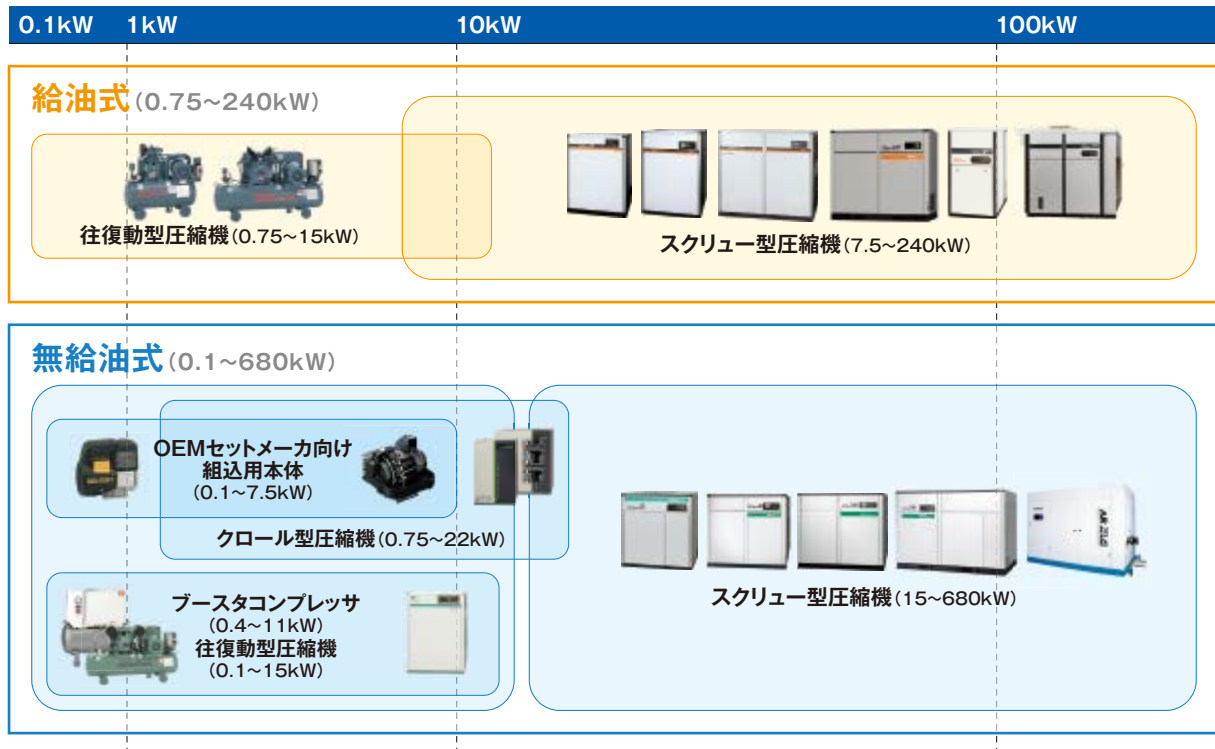 0.1kW 1kW 10kW 100kW
給油式(0.75~240kW)
往復動型圧縮機(0.75~15kW)
スクリュー型圧縮機(7.5~240kW)
無給油式(0.1~680kW)
OEMセットメーカ向け
組込用本体
(0.1~7.5kW)
クロール型圧縮機(0.75~22kW)
スクリュー型圧縮機(15~680kW)
ブースタコンプレッサ
(0.4~11kW)
往復動型圧縮機
(0.1~15kW)